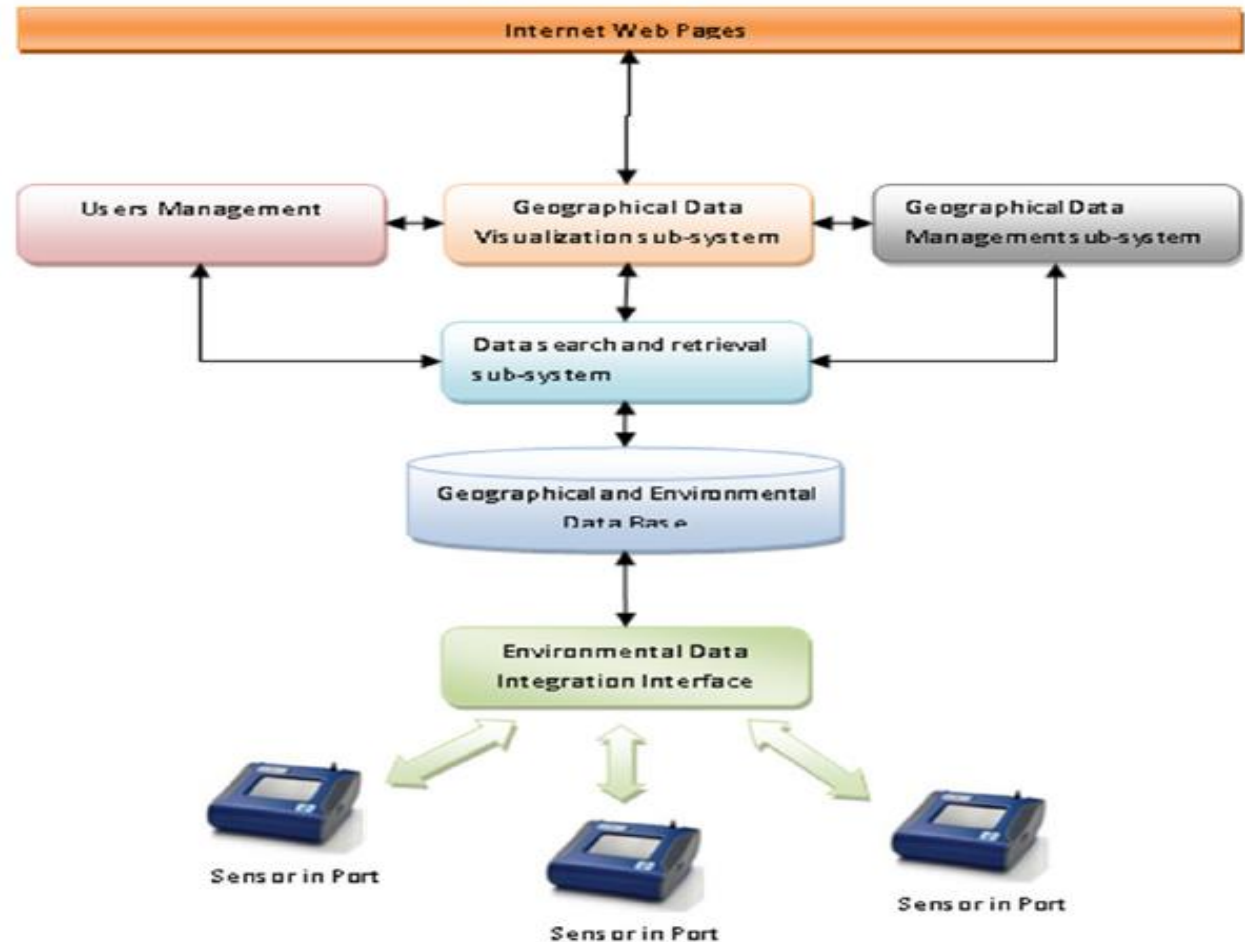 Internet Web Pages
Users Management
Geographical Data
Visualization sub-system
Geographical Data
Management sub-system
Data search and retrieval
sub-system
Geographical and Environmental
Data Base
Environmental Data
Integration Interface
Sensor in Port
Sensor in Port
Sensor in Port